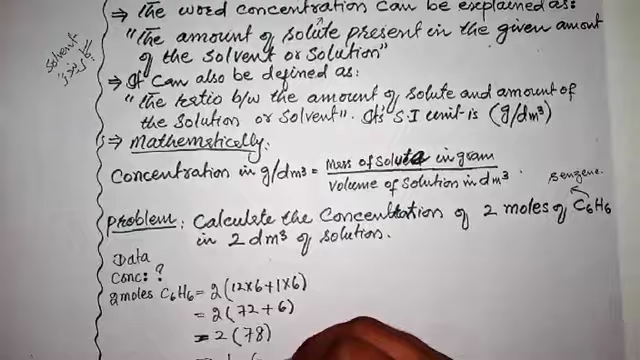 ⇒ The word concentration can be explained as:
"The amount of solute present in the given amount
of the solvent or solution"
solvent
⇒ It can also be defined as:
"The ratio b/w the amount of solute and amount of
the solution or solvent". It's S.I unit is (g/dm³)
⇒ Mathematically:
Concentration in g/dm³ = Mass of solute in gram
Volume of solution in dm³.
Benzene.
Problem: Calculate the Concentration of 2 moles of C6H6
in 2 dm³ of solution.
Data
Conc: ?
2 moles C6H6 = 2(12×6+1×6)
= 2(72+6)
= 2(78)